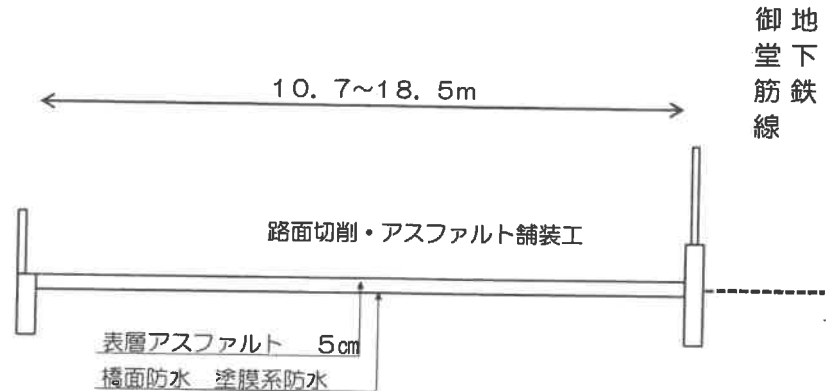 地下鉄
御堂筋線
10.7~18.5m
路面切削・アスファルト舗装工
表層アスファルト 5cm
橋面防水 塗膜系防水